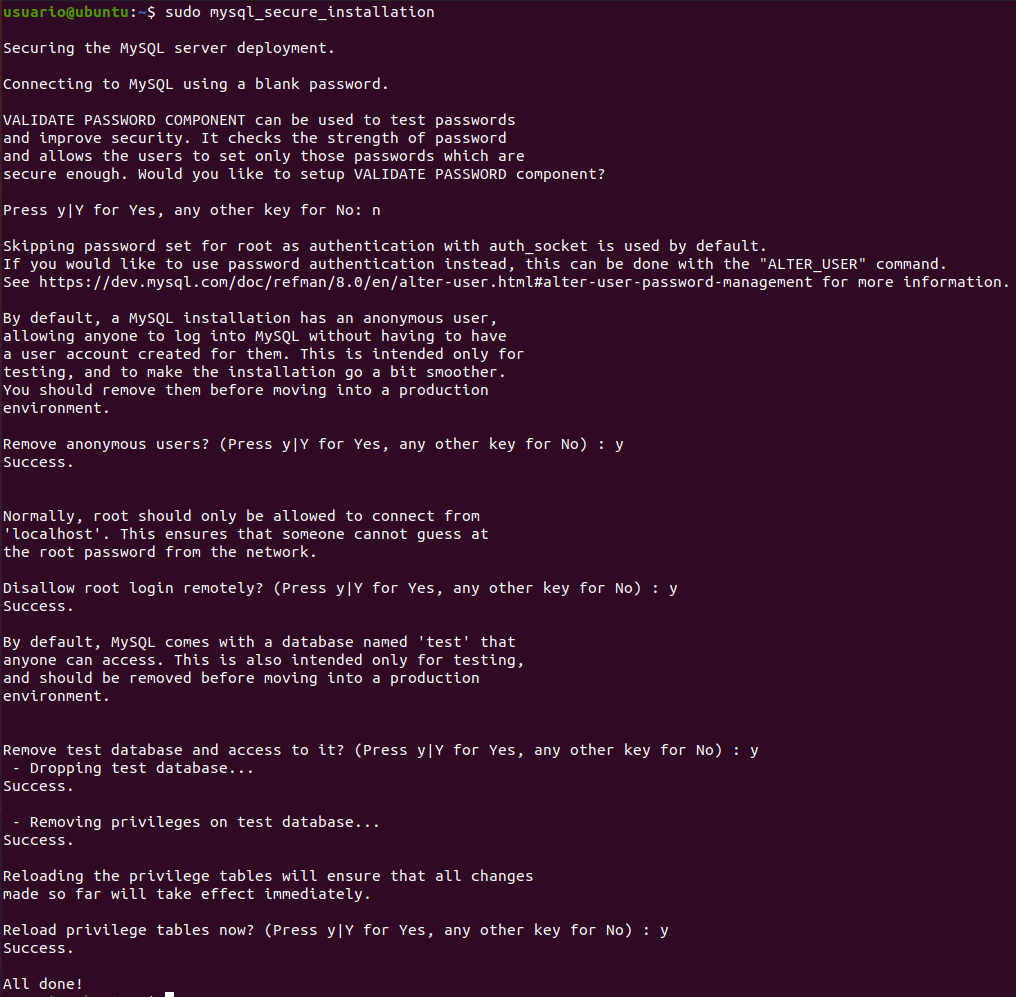 usuario@ubuntu:~$ sudo mysql_secure_installation
Securing the MySQL server deployment.
Connecting to MySQL using a blank password.
VALIDATE PASSWORD COMPONENT can be used to test passwords
and improve security. It checks the strength of password
and allows the users to set only those passwords which are
secure enough. Would you like to setup VALIDATE PASSWORD component?
Press y|Y for Yes, any other key for No: n
Skipping password set for root as authentication with auth_socket is used by default.
If you would like to use password authentication instead, this can be done with the "ALTER_USER" command.
See https://dev.mysql.com/doc/refman/8.0/en/alter-user.html#alter-user-password-management for more information.
By default, a MySQL installation has an anonymous user,
allowing anyone to log into MySQL without having to have
a user account created for them. This is intended only for
testing, and to make the installation go a bit smoother.
You should remove them before moving into a production
environment.
Remove anonymous users? (Press y|Y for Yes, any other key for No) : y
Success.
Normally, root should only be allowed to connect from
'localhost'. This ensures that someone cannot guess at
the root password from the network.
Disallow root login remotely? (Press y|Y for Yes, any other key for No) : y
Success.
By default, MySQL comes with a database named 'test' that
anyone can access. This is also intended only for testing,
and should be removed before moving into a production
environment.
Remove test database and access to it? (Press y|Y for Yes, any other key for No) : y
- Dropping test database...
Success.
- Removing privileges on test database...
Success.
Reloading the privilege tables will ensure that all changes
made so far will take effect immediately.
Reload privilege tables now? (Press y|Y for Yes, any other key for No) : y
Success.
All done!